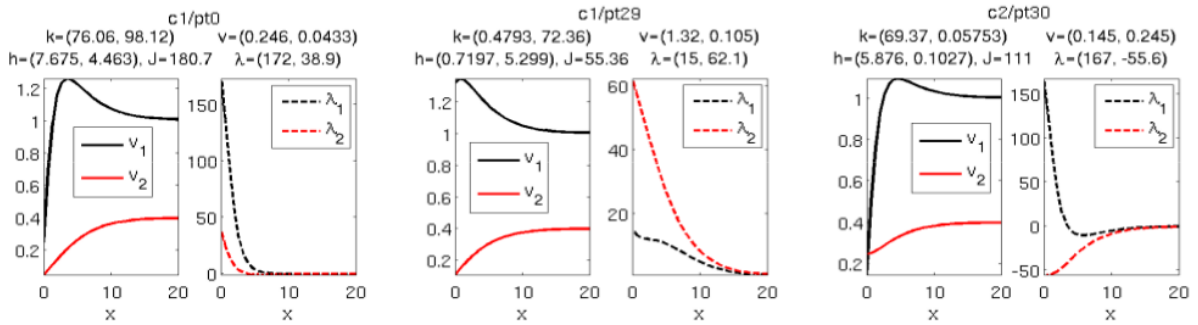 c1/pt0
k=(76.06, 98.12) v=(0.246, 0.0433)
h=(7.675, 4.463), J=180.7 λ=(172, 38.9)
1.2
1
0.8
0.6
0.4
0.2
v₁
v₂
0 10 20
x
150
100
50
0
λ₁
λ₂
0 10 20
x
c1/pt29
k=(0.4793, 72.36) v=(1.32, 0.105)
h=(0.7197, 5.299), J=55.36 λ=(15, 62.1)
1.2
1
0.8
0.6
0.4
0.2
v₁
v₂
0 10 20
x
60
40
20
λ₁
λ₂
0 10 20
x
c2/pt30
k=(69.37, 0.05753) v=(0.145, 0.245)
h=(5.876, 0.1027), J=111 λ=(167, -55.6)
1
0.8
0.6
0.4
0.2
v₁
v₂
0 10 20
x
150
100
50
0
-50
λ₁
λ₂
0 10 20
x